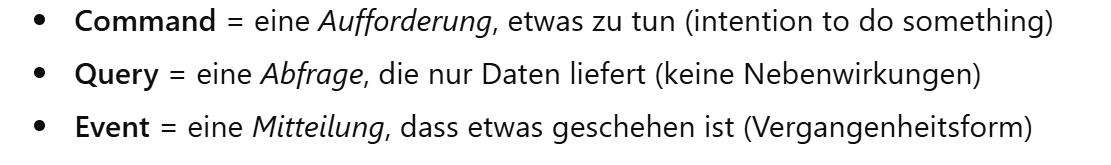 • Command = eine Aufforderung, etwas zu tun (intention to do something)
• Query = eine Abfrage, die nur Daten liefert (keine Nebenwirkungen)
• Event = eine Mitteilung, dass etwas geschehen ist (Vergangenheitsform)